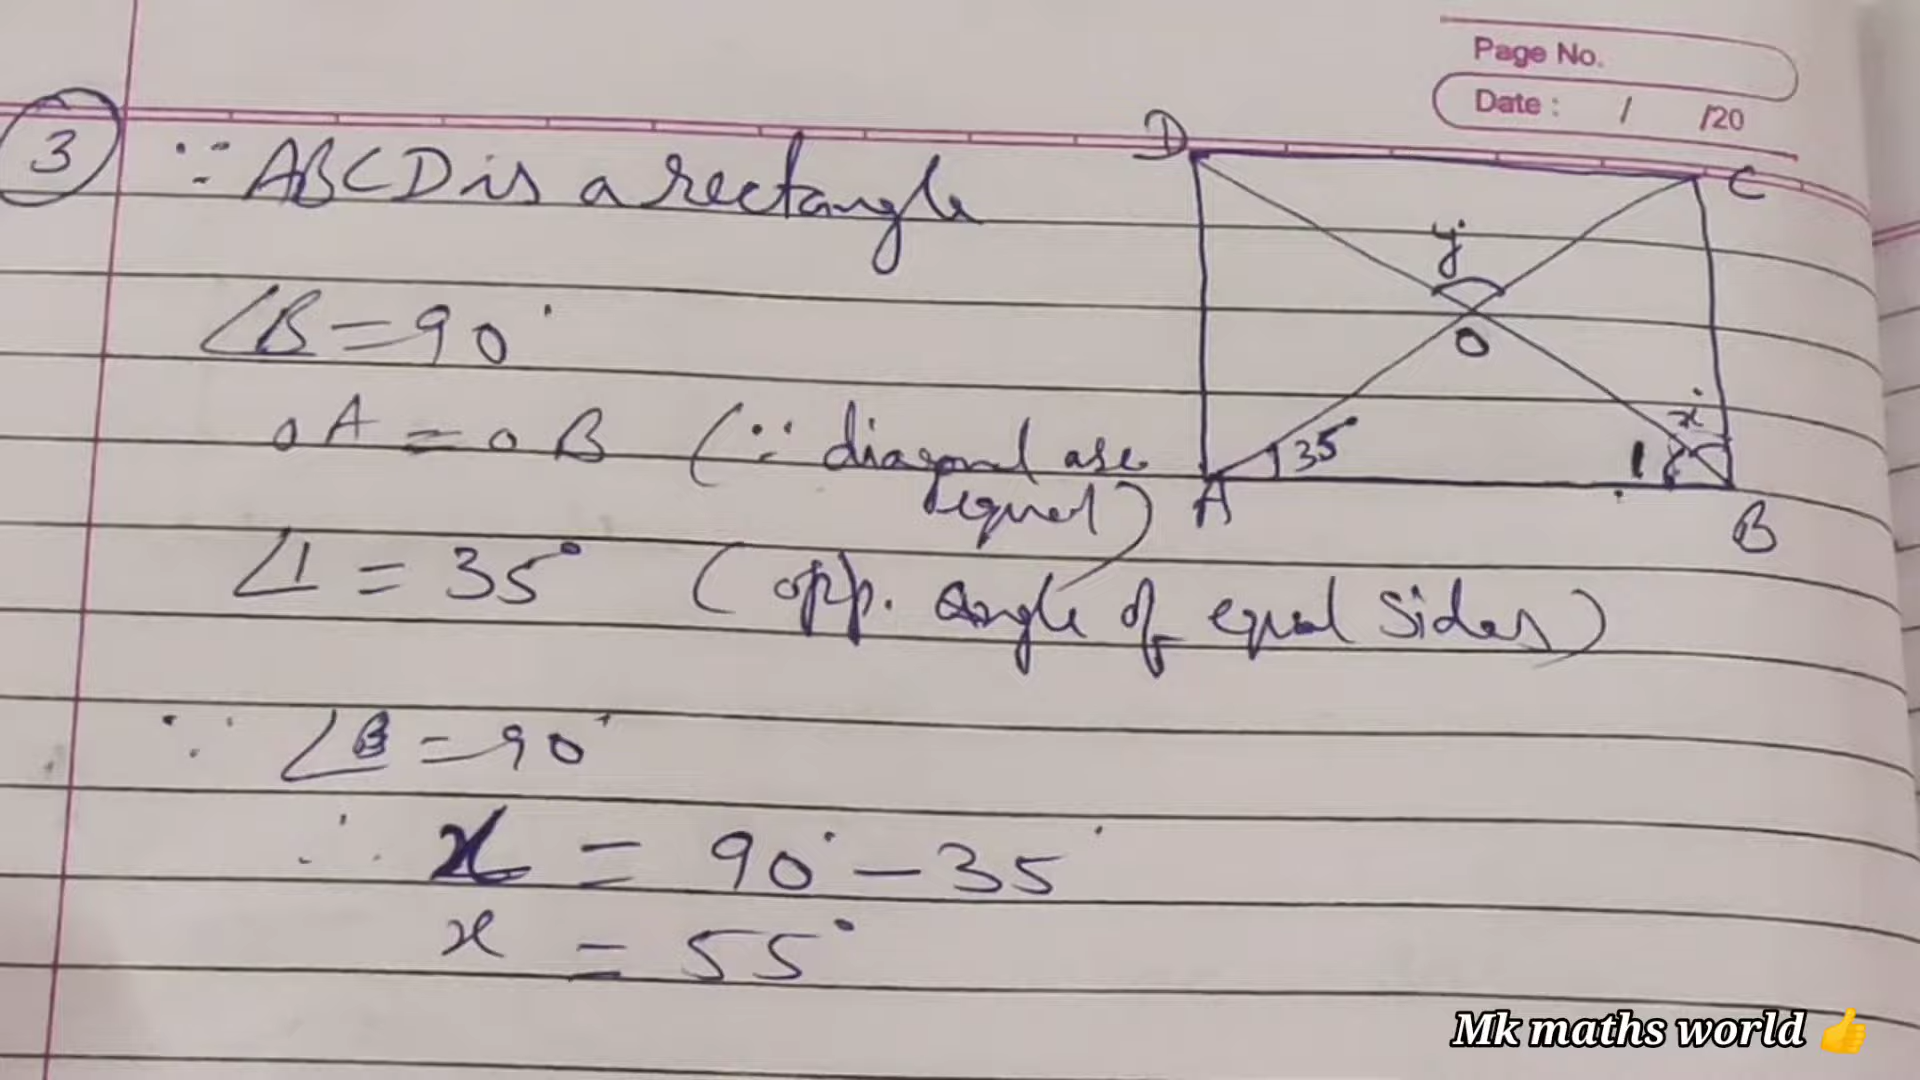 Page No.
Date : / /20
3 ∵ ABCD is a rectangle
∠B = 90°
OA = OB (∵ diagonal are
equal)
∠1 = 35° (opp. angle of equal sides)
∵ ∠B = 90°
∴ x = 90° - 35°
x = 55°
D
C
y°
O
x°
35°
1
A
B
Mk maths world 👍